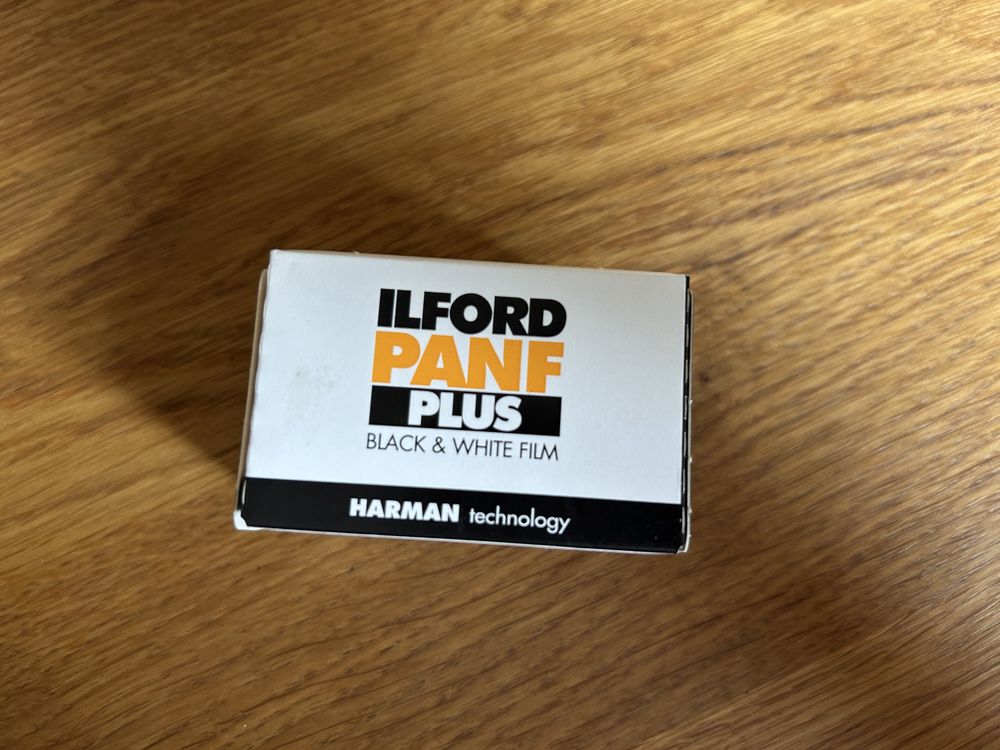 ILFORD
PANF
PLUS
BLACK & WHITE FILM
HARMAN technology